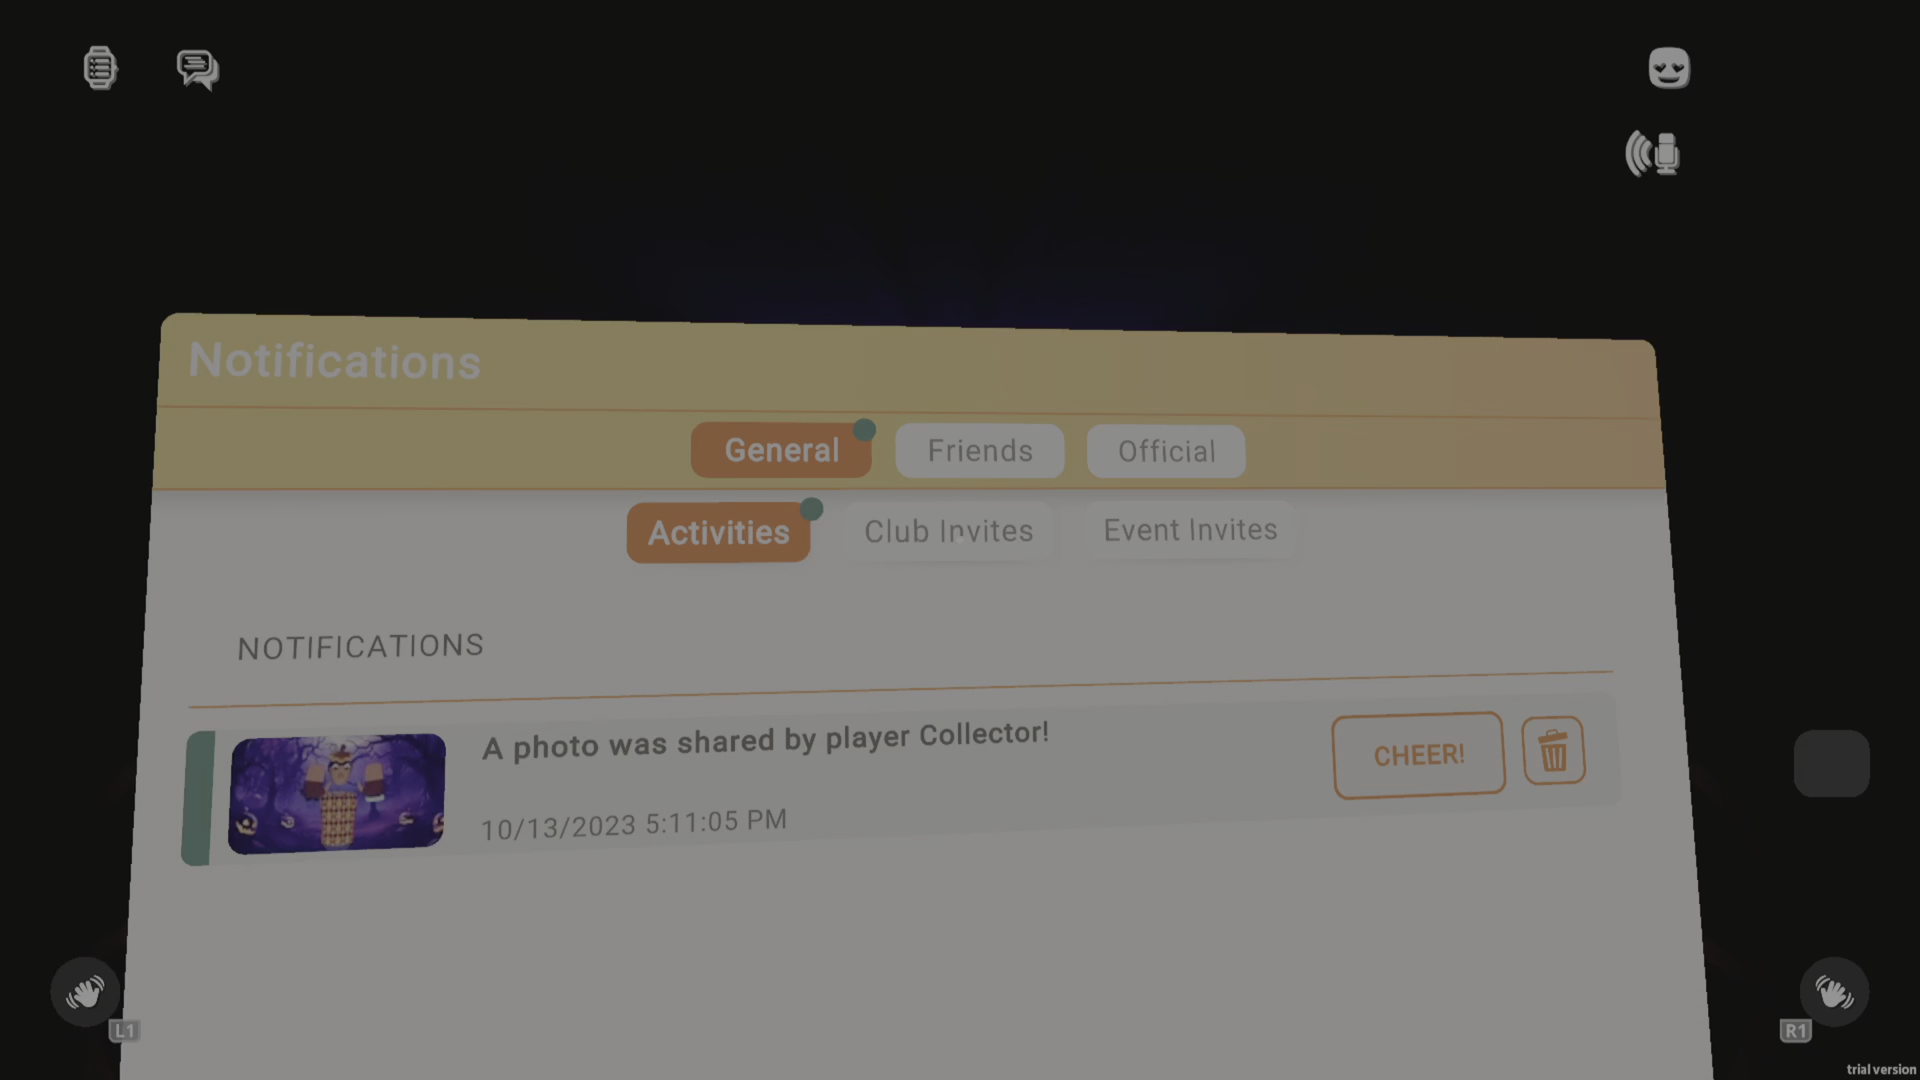 Notifications
General
Friends
Official
Activities
Club Invites
Event Invites
NOTIFICATIONS
A photo was shared by player Collector!
CHEER!
10/13/2023 5:11:05 PM
L1
R1
trial version